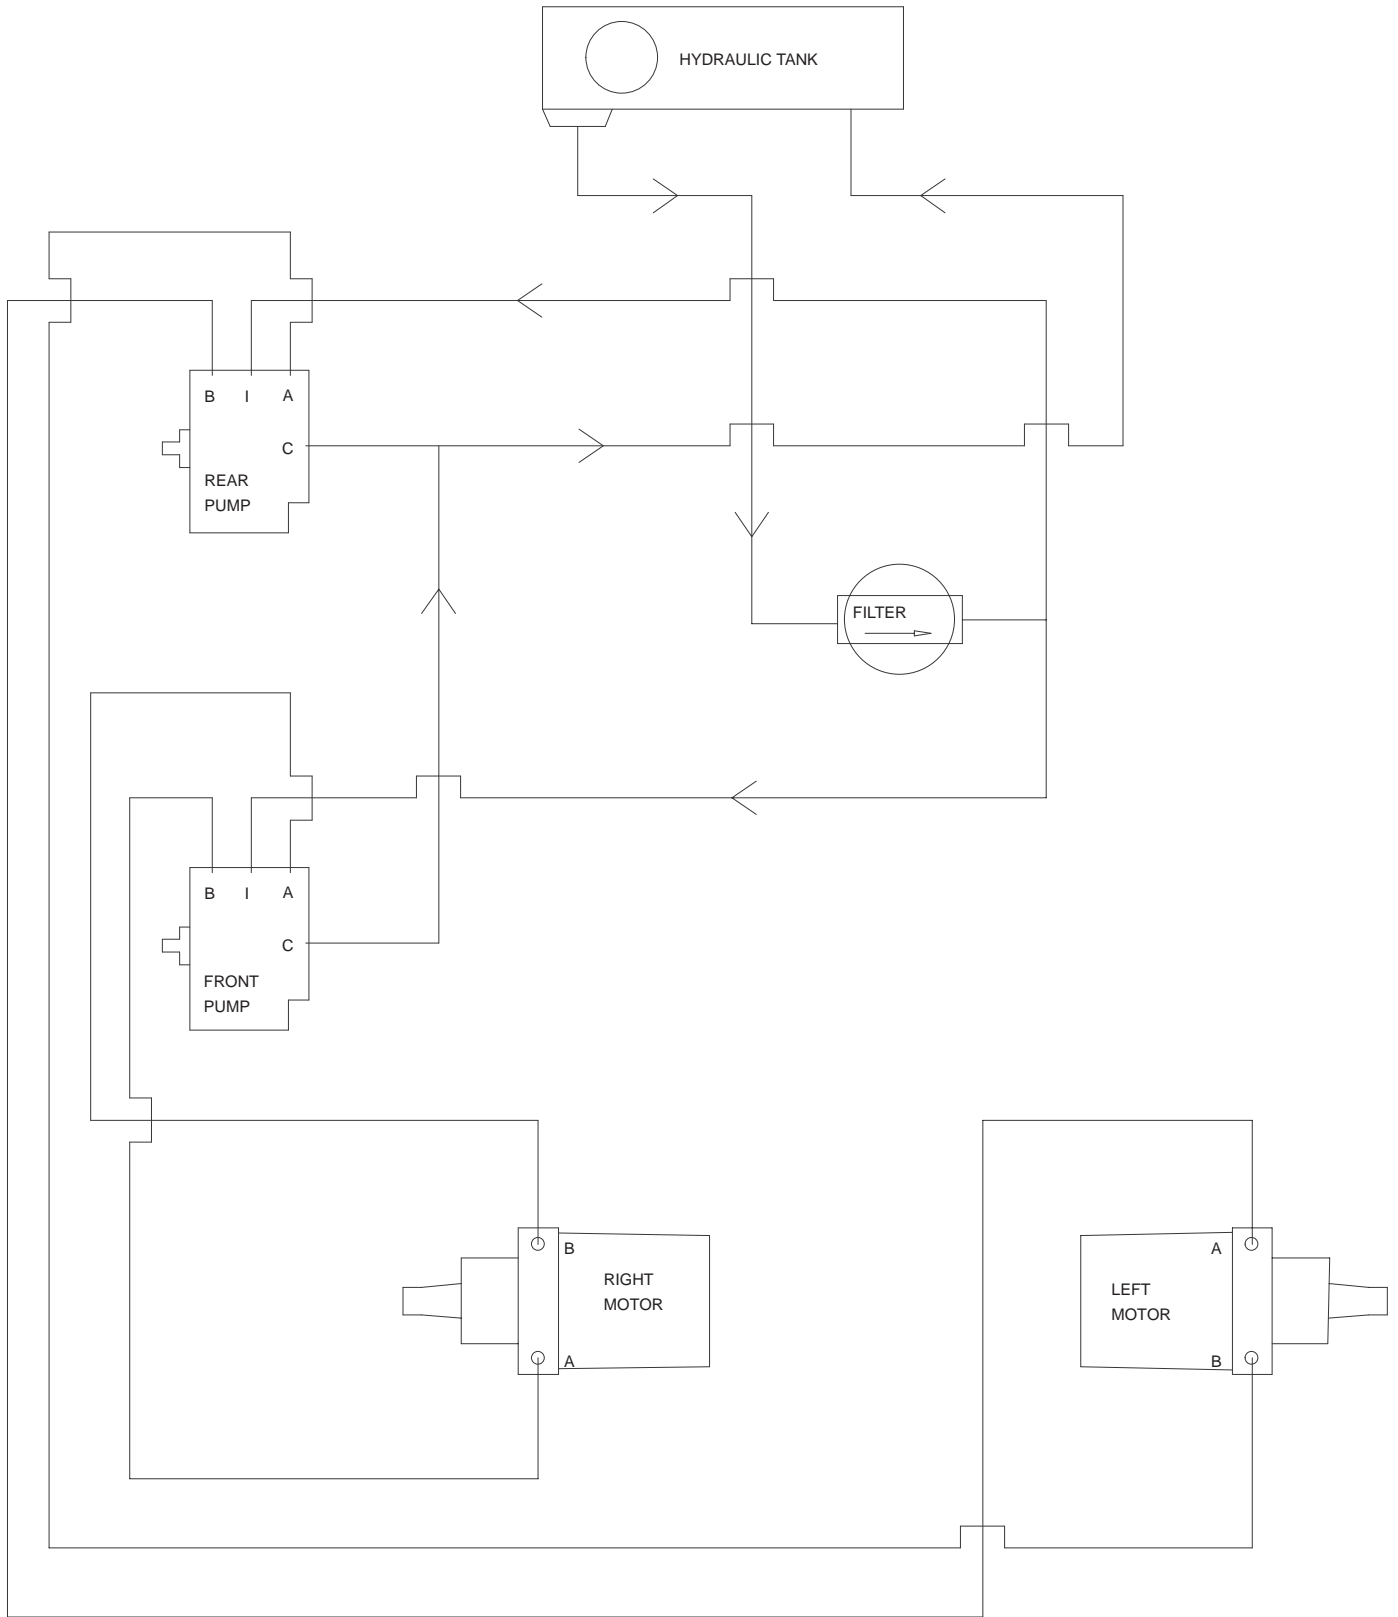 HYDRAULIC TANK
B I A
C
REAR
PUMP
FILTER
B I A
C
FRONT
PUMP
B
RIGHT
MOTOR
A
A
LEFT
MOTOR
B